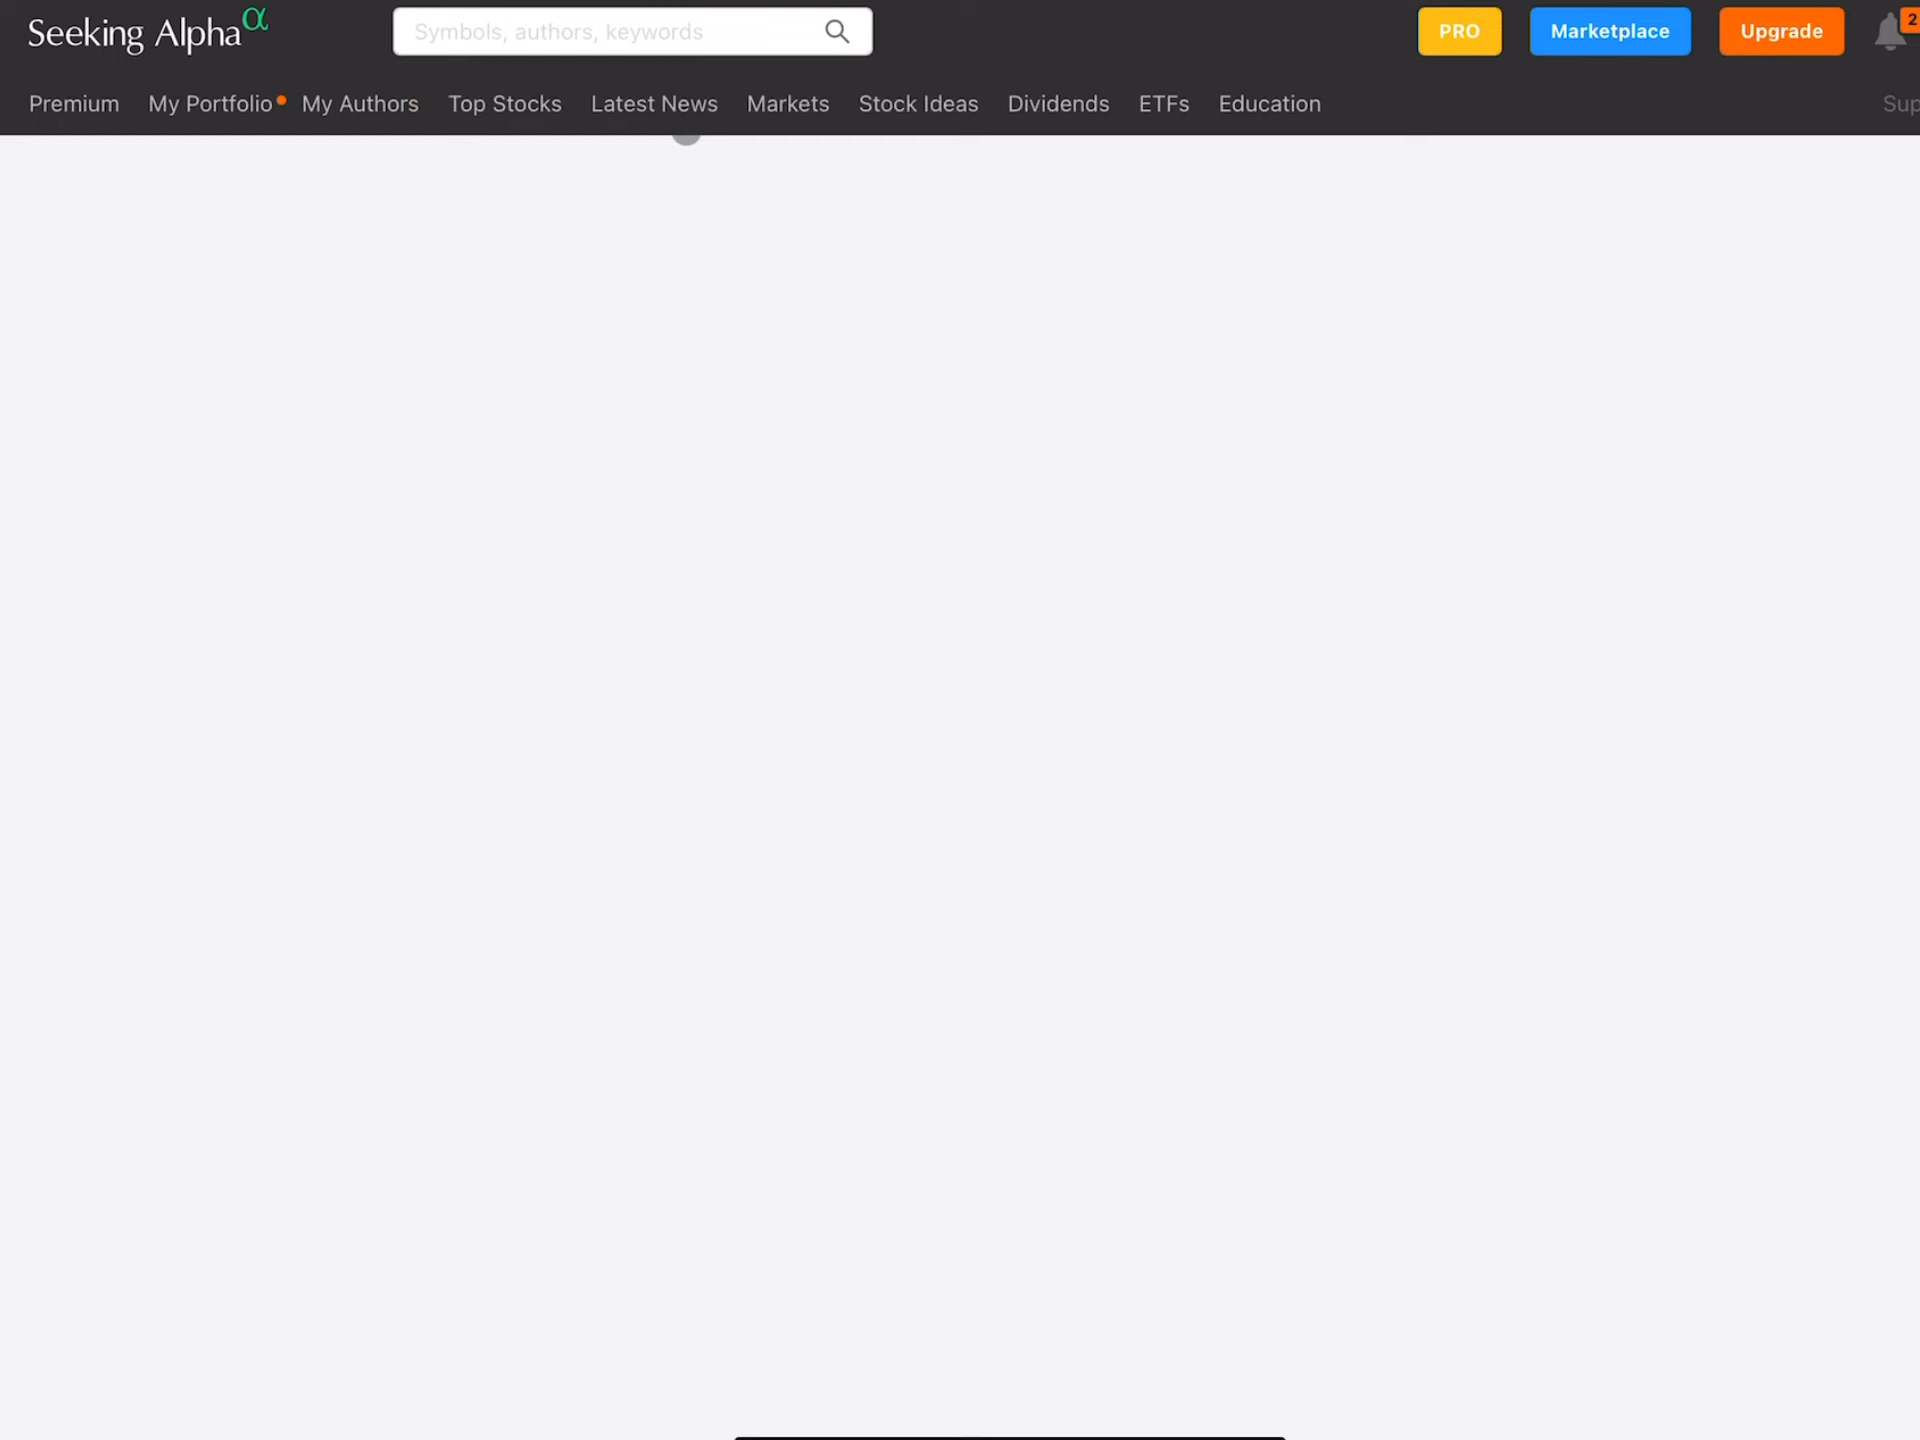 Seeking Alpha α
Symbols, authors, keywords
PRO
Marketplace
Upgrade
2
Premium
My Portfolio
My Authors
Top Stocks
Latest News
Markets
Stock Ideas
Dividends
ETFs
Education
Sup